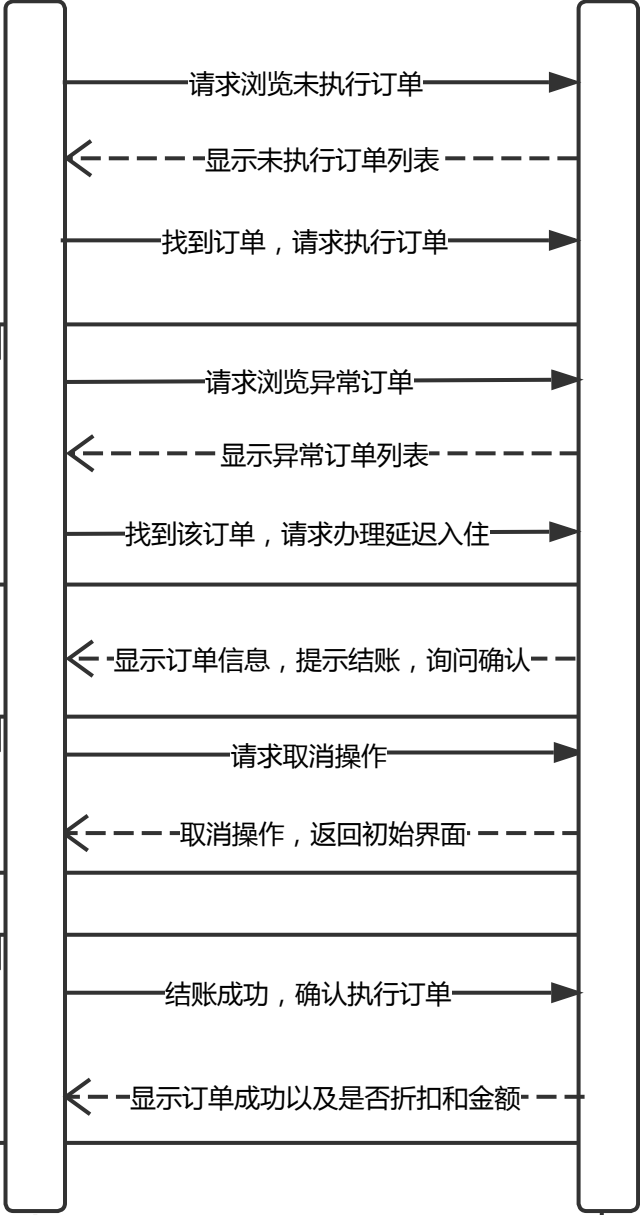 请求浏览未执行订单
显示未执行订单列表
找到订单，请求执行订单
请求浏览异常订单
显示异常订单列表
找到该订单，请求办理延迟入住
显示订单信息，提示结账，询问确认
请求取消操作
取消操作，返回初始界面
结账成功，确认执行订单
显示订单成功以及是否折扣和金额